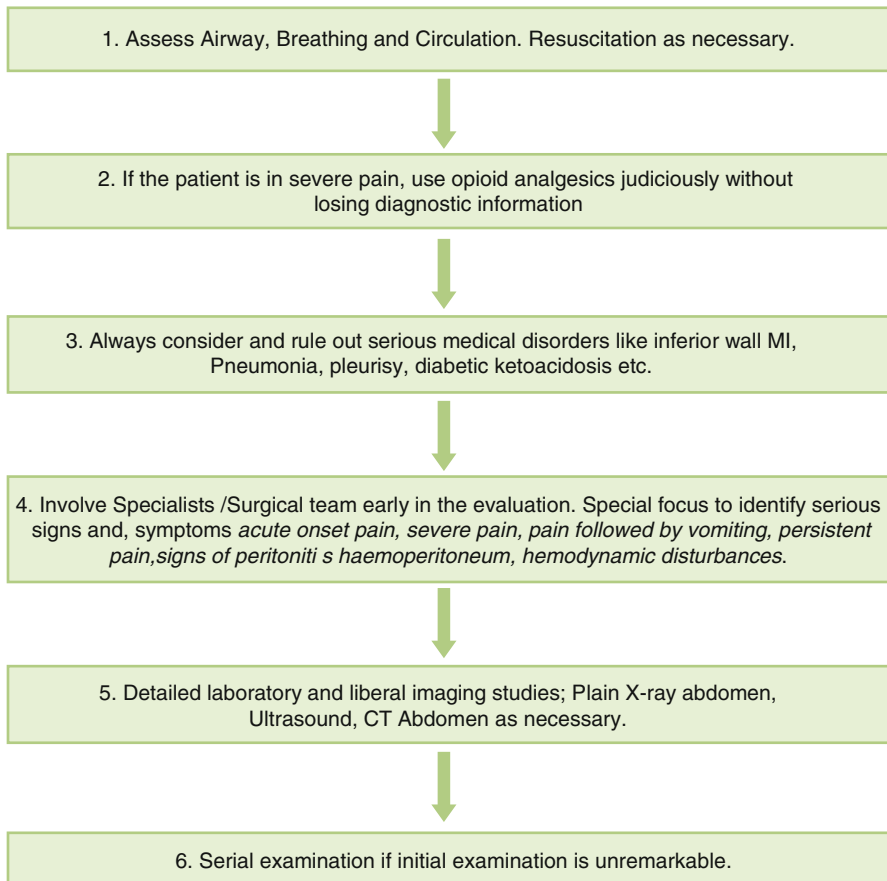 1. Assess Airway, Breathing and Circulation. Resuscitation as necessary.
2. If the patient is in severe pain, use opioid analgesics judiciously without
losing diagnostic information
3. Always consider and rule out serious medical disorders like inferior wall MI,
Pneumonia, pleurisy, diabetic ketoacidosis etc.
4. Involve Specialists /Surgical team early in the evaluation. Special focus to identify serious
signs and, symptoms acute onset pain, severe pain, pain followed by vomiting, persistent
pain,signs of peritoniti s haemoperitoneum, hemodynamic disturbances.
5. Detailed laboratory and liberal imaging studies; Plain X-ray abdomen,
Ultrasound, CT Abdomen as necessary.
6. Serial examination if initial examination is unremarkable.